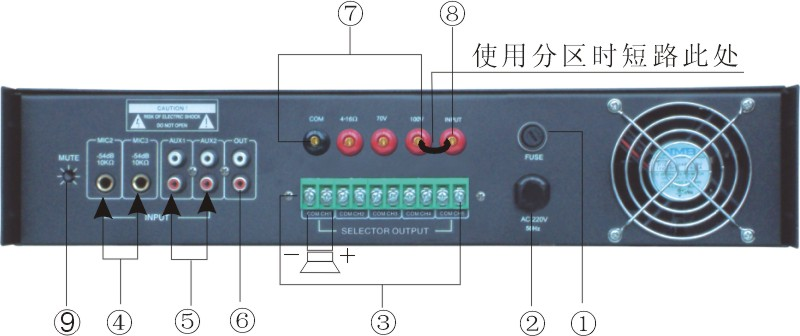 ⑦
⑧
使用分区时短路此处
CAUTION!
RISK OF ELECTRIC SHOCK
DO NOT OPEN
COM
4-16Ω
70V
100V
INPUT
MIC2
MIC3
AUX1
AUX2
OUT
MUTE
-54dB
10KΩ
-54dB
10KΩ
FUSE
INPUT
COM CH1
COM CH2
COM CH3
COM CH4
COM CH5
SELECTOR OUTPUT
AC 220V
50Hz
− +
⑨
④
⑤
⑥
③
②
①